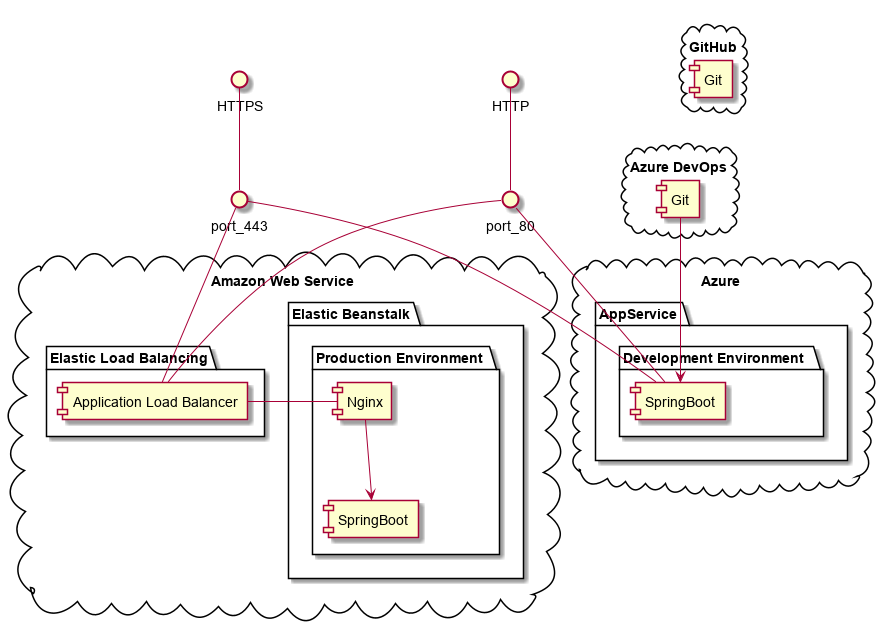 GitHub
Git
HTTPS
HTTP
Azure DevOps
Git
port_443
port_80
Amazon Web Service
Azure
Elastic Beanstalk
AppService
Elastic Load Balancing
Production Environment
Development Environment
Application Load Balancer
Nginx
SpringBoot
SpringBoot